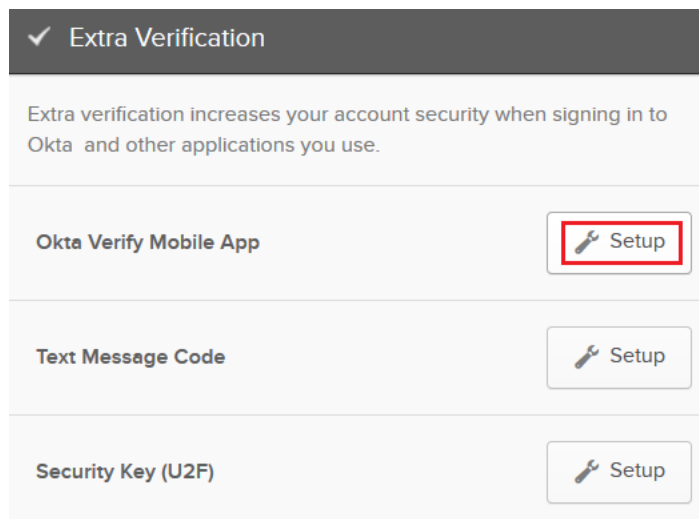 Extra Verification
Extra verification increases your account security when signing in to
Okta and other applications you use.
Okta Verify Mobile App
Setup
Text Message Code
Setup
Security Key (U2F)
Setup